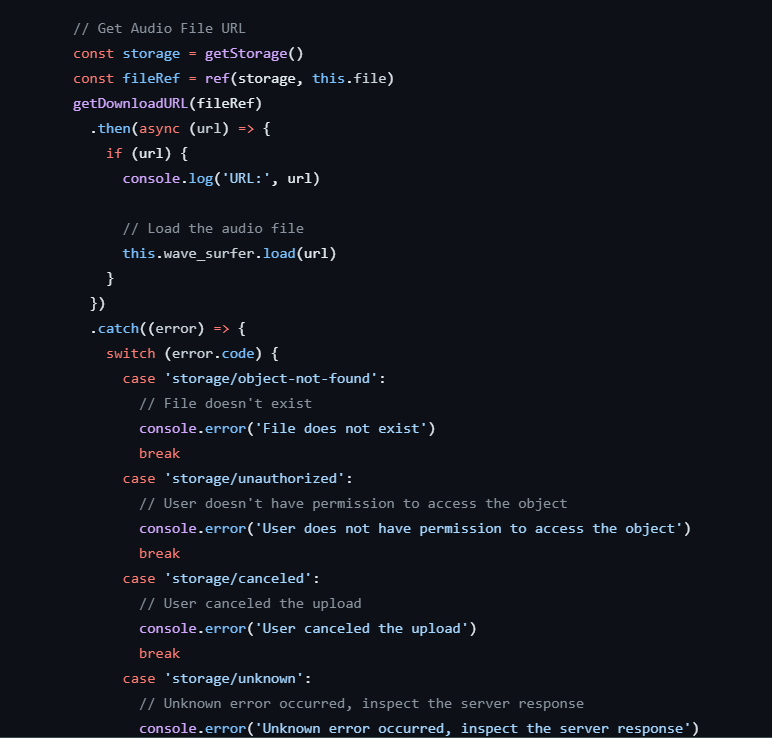 // Get Audio File URL
const storage = getStorage()
const fileRef = ref(storage, this.file)
getDownloadURL(fileRef)
.then(async (url) => {
if (url) {
console.log('URL:', url)
// Load the audio file
this.wave_surfer.load(url)
}
})
.catch((error) => {
switch (error.code) {
case 'storage/object-not-found':
// File doesn't exist
console.error('File does not exist')
break
case 'storage/unauthorized':
// User doesn't have permission to access the object
console.error('User does not have permission to access the object')
break
case 'storage/canceled':
// User canceled the upload
console.error('User canceled the upload')
break
case 'storage/unknown':
// Unknown error occurred, inspect the server response
console.error('Unknown error occurred, inspect the server response')